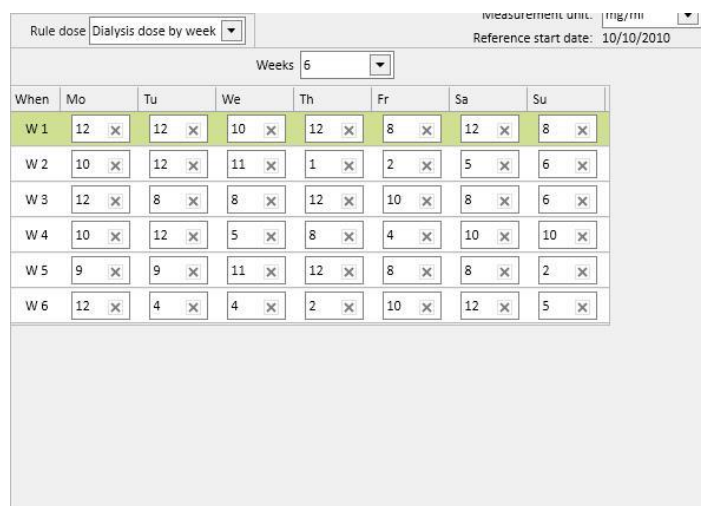 Measurement unit: mg/ml
Rule dose Dialysis dose by week
Reference start date: 10/10/2010
Weeks 6
When Mo Tu We Th Fr Sa Su
W 1 12 12 10 12 8 12 8
W 2 10 12 11 1 2 5 6
W 3 12 8 8 12 10 8 6
W 4 10 12 5 8 4 10 10
W 5 9 9 11 12 8 8 2
W 6 12 4 4 2 10 12 5